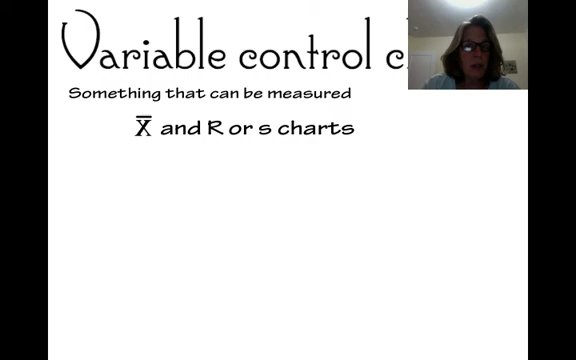 Variable control
Something that can be measured
X̅ and R or s charts